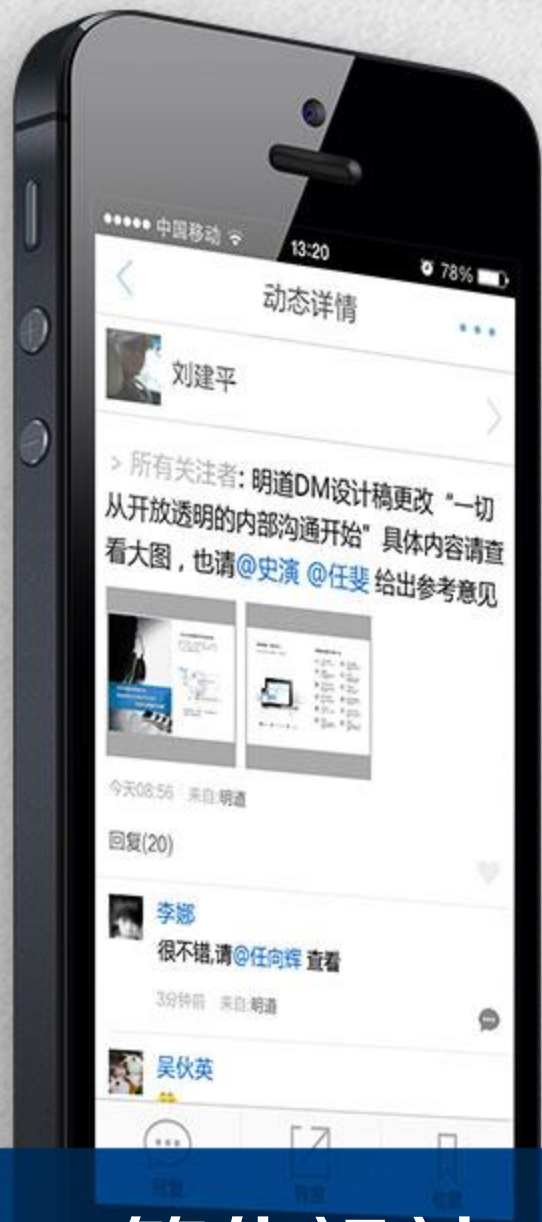 中国移动
13:20
78%
动态详情
刘建平
> 所有关注者: 明道DM设计稿更改“一切
从开放透明的内部沟通开始”具体内容请查
看大图，也请@史演 @任斐 给出参考意见
今天08:56 来自:明道
回复(20)
李娜
很不错,请@任向辉 查看
3分钟前 来自:明道
吴伙英
回复
转发